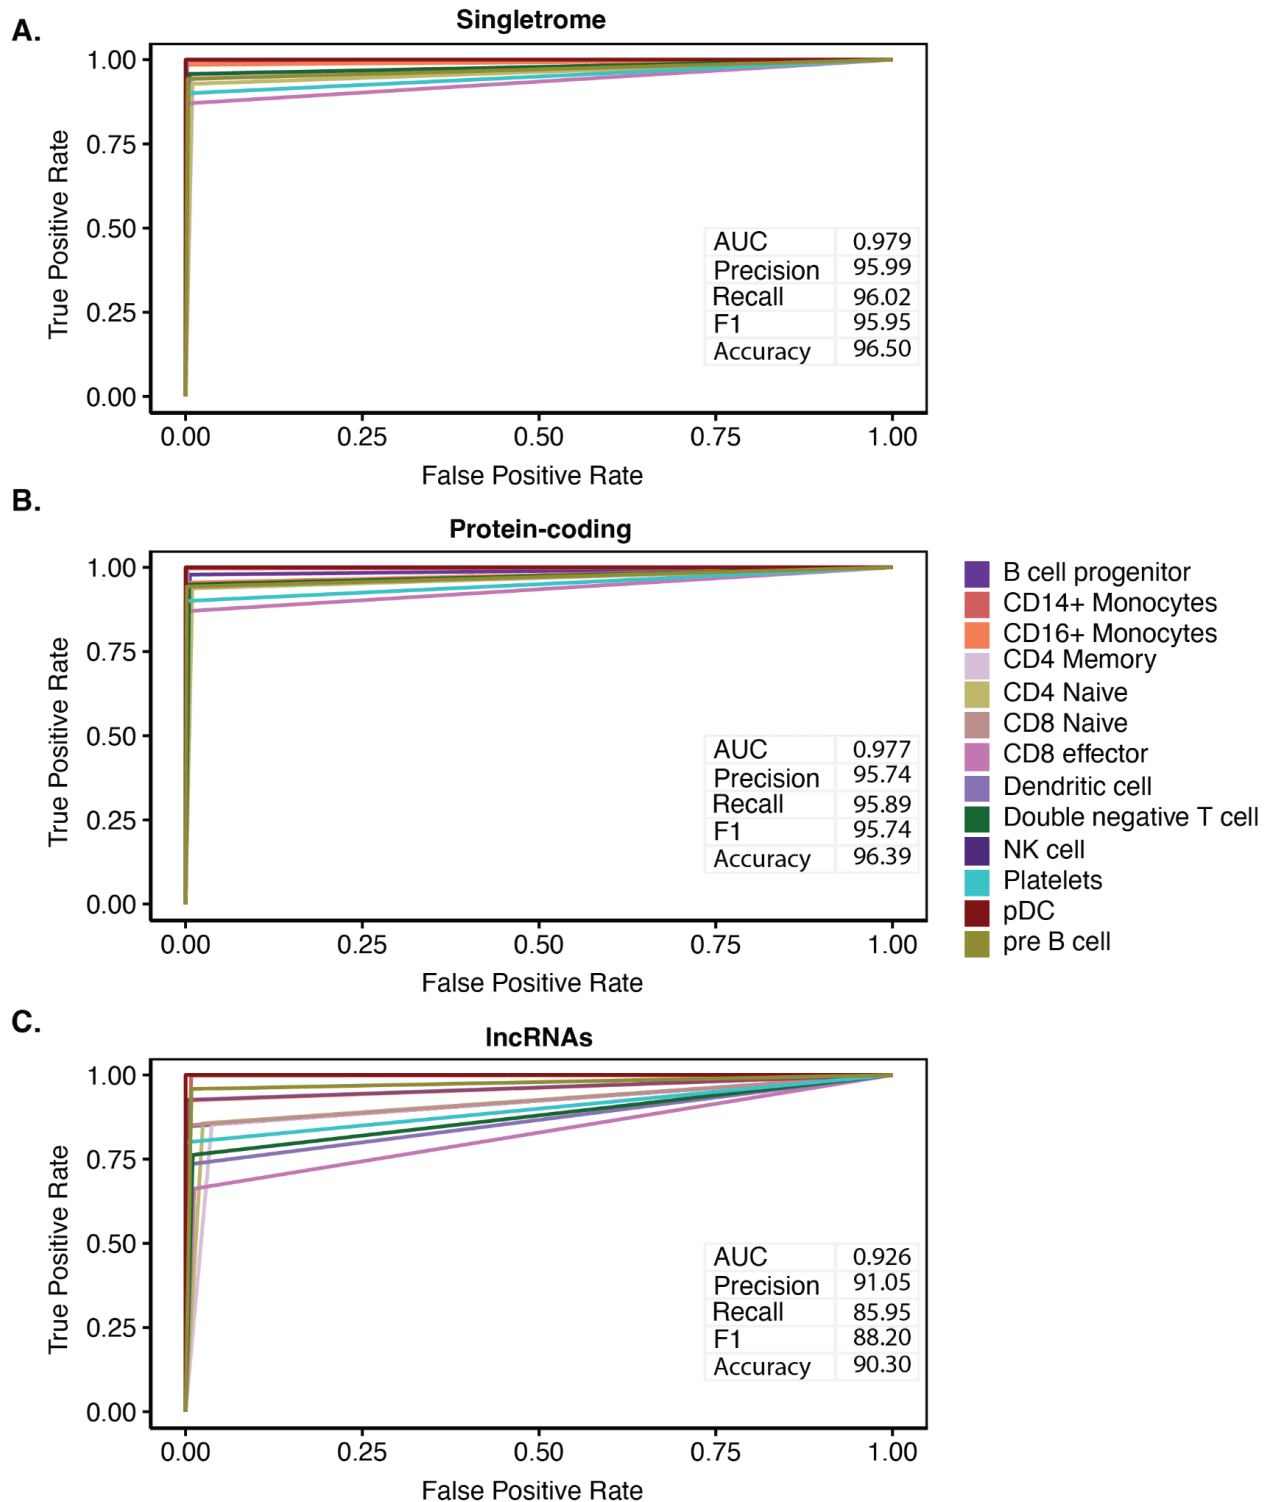 A.
Singletrome
True Positive Rate
1.00
0.75
0.50
0.25
0.00
AUC 0.979
Precision 95.99
Recall 96.02
F1 95.95
Accuracy 96.50
0.00 0.25 0.50 0.75 1.00
False Positive Rate
B.
Protein-coding
True Positive Rate
1.00
0.75
0.50
0.25
0.00
AUC 0.977
Precision 95.74
Recall 95.89
F1 95.74
Accuracy 96.39
0.00 0.25 0.50 0.75 1.00
False Positive Rate
B cell progenitor
CD14+ Monocytes
CD16+ Monocytes
CD4 Memory
CD4 Naive
CD8 Naive
CD8 effector
Dendritic cell
Double negative T cell
NK cell
Platelets
pDC
pre B cell
C.
lncRNAs
True Positive Rate
1.00
0.75
0.50
0.25
0.00
AUC 0.926
Precision 91.05
Recall 85.95
F1 88.20
Accuracy 90.30
0.00 0.25 0.50 0.75 1.00
False Positive Rate